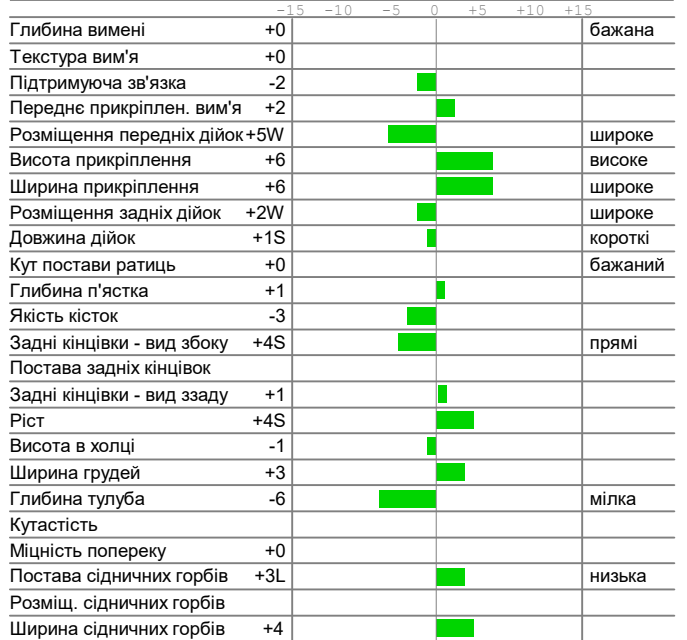 -15 -10 -5 0 +5 +10 +15
Глибина вимені +0 бажана
Текстура вим'я +0
Підтримуюча зв'язка -2
Переднє прикріплен. вим'я +2
Розміщення передніх дійок +5W широке
Висота прикріплення +6 високе
Ширина прикріплення +6 широке
Розміщення задніх дійок +2W широке
Довжина дійок +1S короткі
Кут постави ратиць +0 бажаний
Глибина п'ястка +1
Якість кісток -3
Задні кінцівки - вид збоку +4S прямі
Постава задніх кінцівок
Задні кінцівки - вид ззаду +1
Ріст +4S
Висота в холці -1
Ширина грудей +3
Глибина тулуба -6 мілка
Кутастість
Міцність попереку +0
Постава сідничних горбів +3L низька
Розміщ. сідничних горбів
Ширина сідничних горбів +4